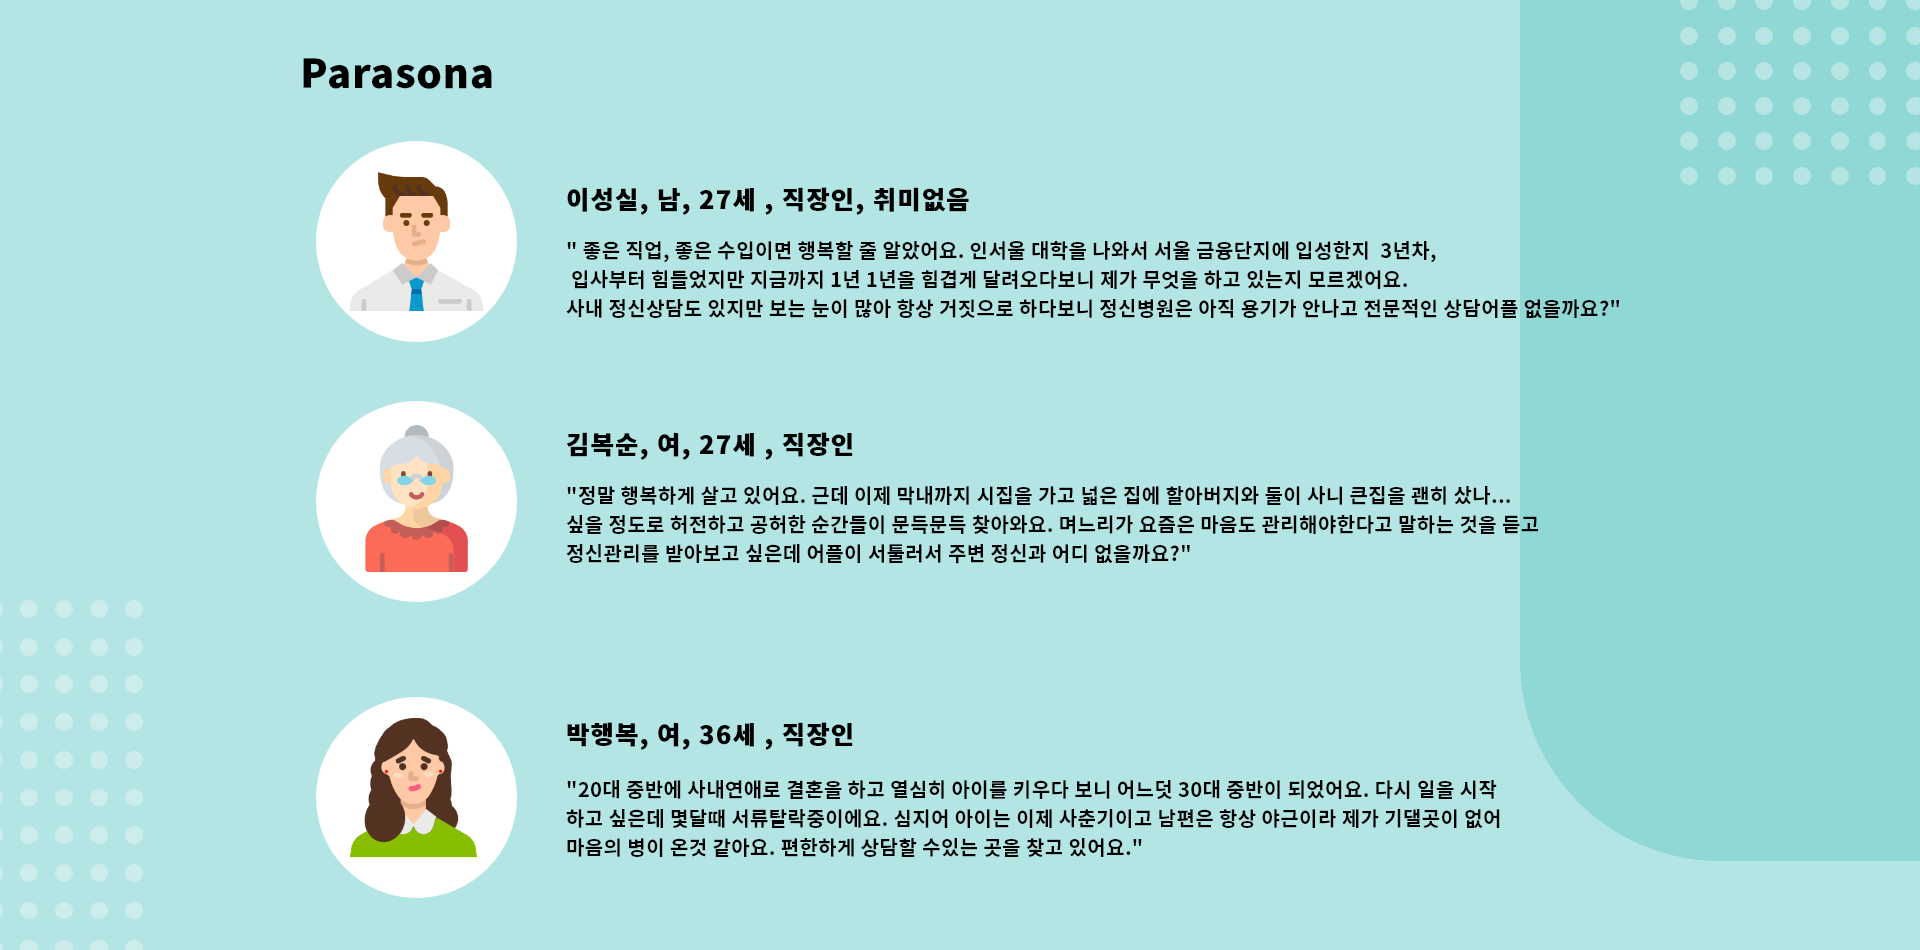 Parasona
이성실, 남, 27세 , 직장인, 취미없음
" 좋은 직업, 좋은 수입이면 행복할 줄 알았어요. 인서울 대학을 나와서 서울 금융단지에 입성한지  3년차,
입사부터 힘들었지만 지금까지 1년 1년을 힘겹게 달려오다보니 제가 무엇을 하고 있는지 모르겠어요.
사내 정신상담도 있지만 보는 눈이 많아 항상 거짓으로 하다보니 정신병원은 아직 용기가 안나고 전문적인 상담어플 없을까요?"
김복순, 여, 27세 , 직장인
"정말 행복하게 살고 있어요. 근데 이제 막내까지 시집을 가고 넓은 집에 할아버지와 둘이 사니 큰집을 괜히 샀나...
싶을 정도로 허전하고 공허한 순간들이 문득문득 찾아와요. 며느리가 요즘은 마음도 관리해야한다고 말하는 것을 듣고
정신관리를 받아보고 싶은데 어플이 서툴러서 주변 정신과 어디 없을까요?"
박행복, 여, 36세 , 직장인
"20대 중반에 사내연애로 결혼을 하고 열심히 아이를 키우다 보니 어느덧 30대 중반이 되었어요. 다시 일을 시작
하고 싶은데 몇달때 서류탈락중이에요. 심지어 아이는 이제 사춘기이고 남편은 항상 야근이라 제가 기댈곳이 없어
마음의 병이 온것 같아요. 편한하게 상담할 수있는 곳을 찾고 있어요."